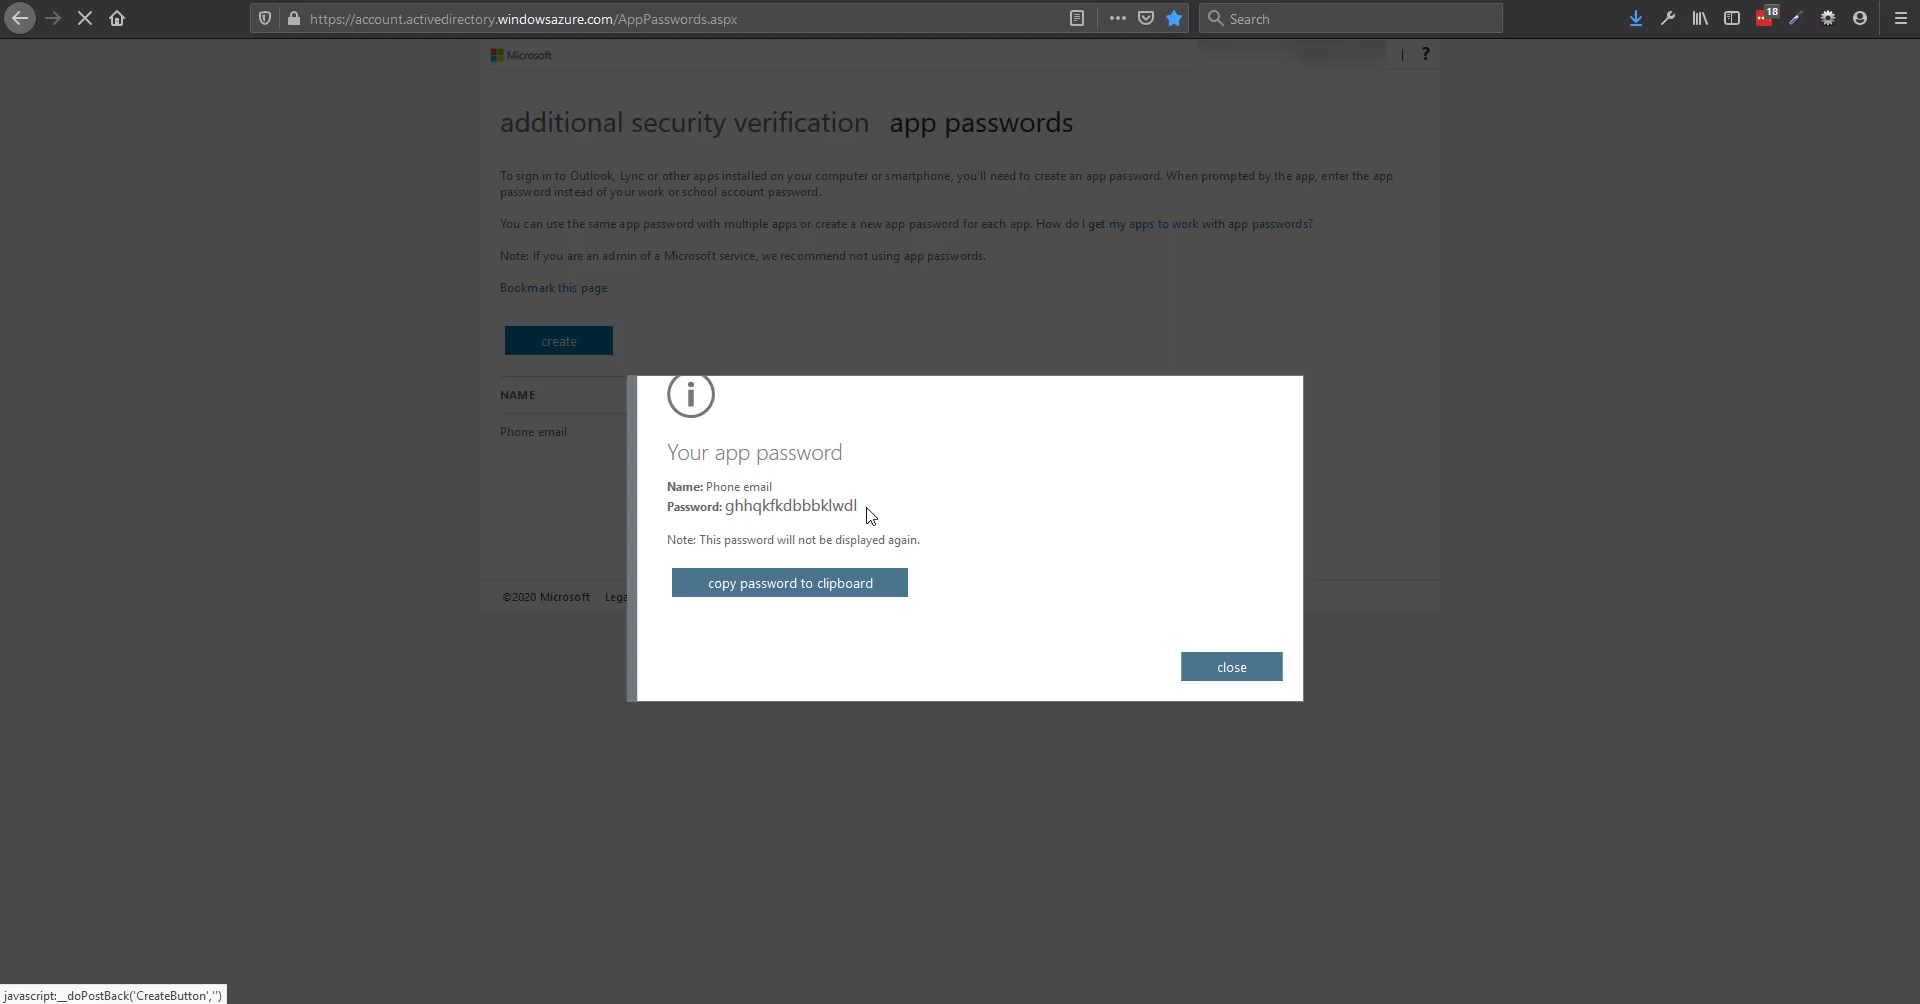 https://account.activedirectory.windowsazure.com/AppPasswords.aspx
Search
18
Microsoft
| ?
additional security verification app passwords
To sign in to Outlook, Lync or other apps installed on your computer or smartphone, you'll need to create an app password. When prompted by the app, enter the app
password instead of your work or school account password.
You can use the same app password with multiple apps or create a new app password for each app. How do I get my apps to work with app passwords?
Note: If you are an admin of a Microsoft service, we recommend not using app passwords.
Bookmark this page
create
NAME
Phone email
Your app password
Name: Phone email
Password: ghhqkfkdbbbklwdl
Note: This password will not be displayed again.
copy password to clipboard
©2020 Microsoft Lega
close
javascript:__doPostBack('CreateButton','')